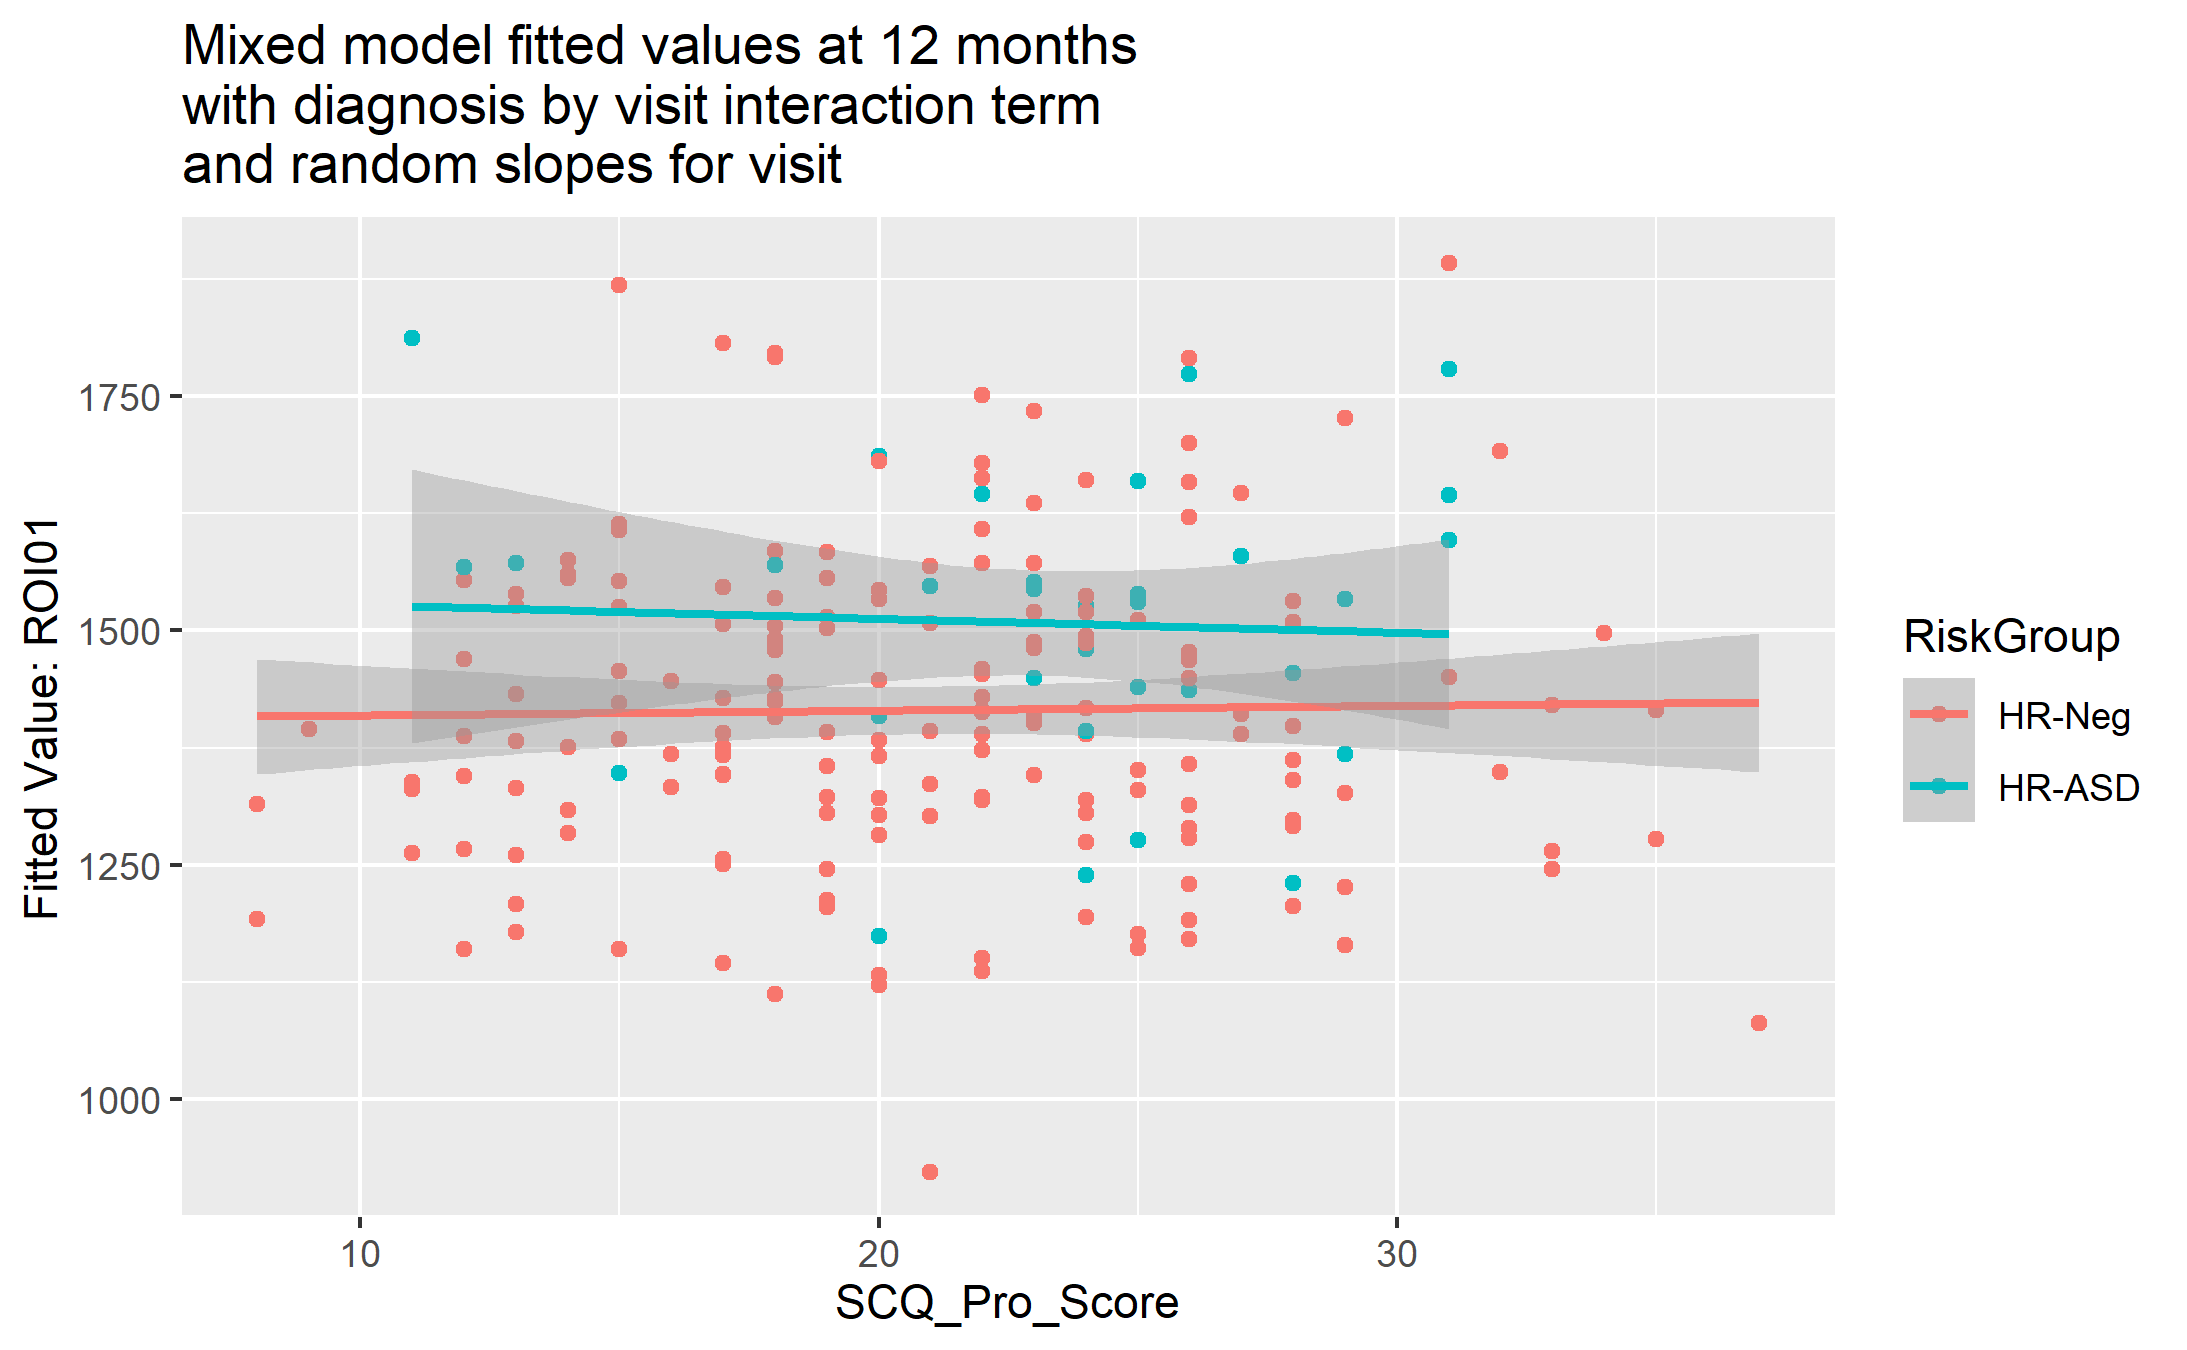 Mixed model fitted values at 12 months
with diagnosis by visit interaction term
and random slopes for visit
Fitted Value: ROI01
1750
1500
1250
1000
10
20
30
SCQ_Pro_Score
RiskGroup
HR-Neg
HR-ASD